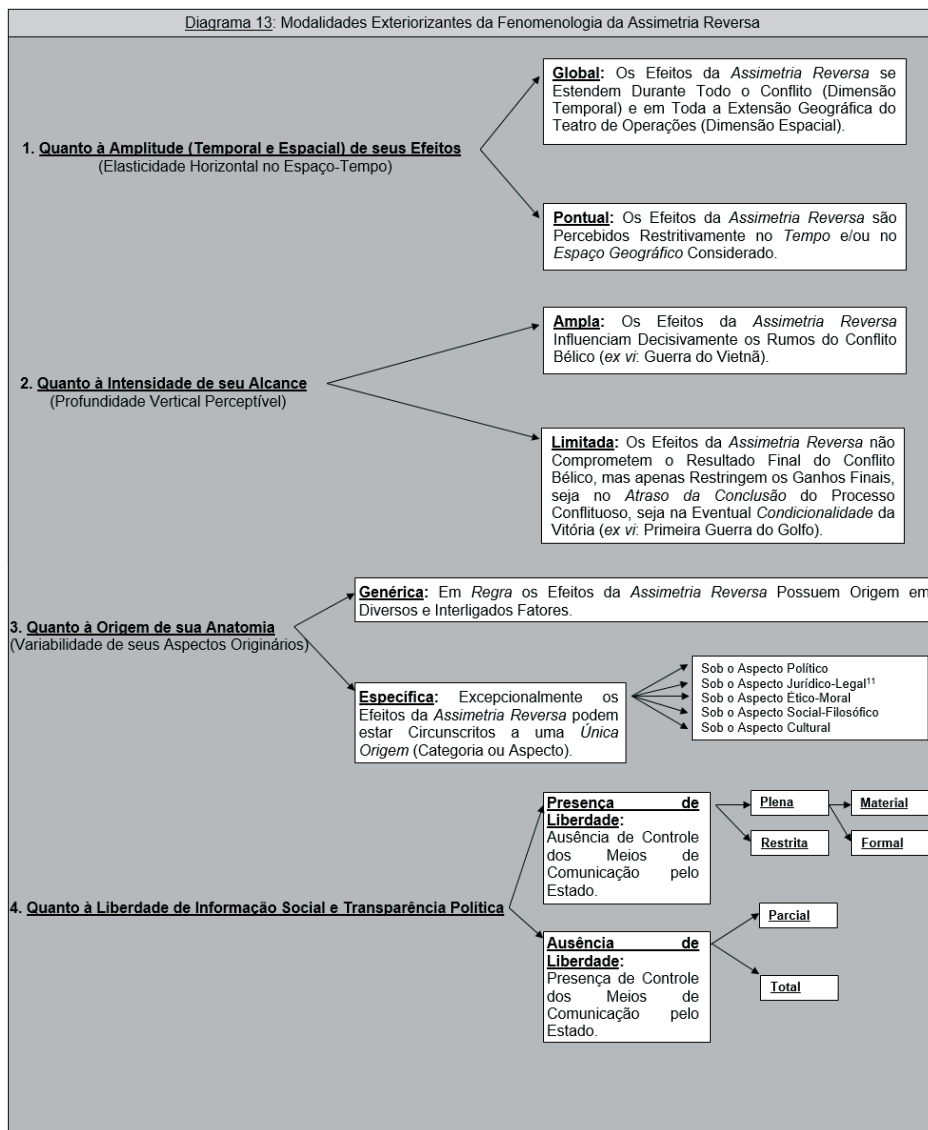 Diagrama 13: Modalidades Exteriorizantes da Fenomenologia da Assimetria Reversa
1. Quanto à Amplitude (Temporal e Espacial) de seus Efeitos
(Elasticidade Horizontal no Espaço-Tempo)
Global: Os Efeitos da Assimetria Reversa se
Estendem Durante Todo o Conflito (Dimensão
Temporal) e em Toda a Extensão Geográfica do
Teatro de Operações (Dimensão Espacial).
Pontual: Os Efeitos da Assimetria Reversa são
Percebidos Restritivamente no Tempo e/ou no
Espaço Geográfico Considerado.
2. Quanto à Intensidade de seu Alcance
(Profundidade Vertical Perceptível)
Ampla: Os Efeitos da Assimetria Reversa
Influenciam Decisivamente os Rumos do Conflito
Bélico (ex vi: Guerra do Vietnã).
Limitada: Os Efeitos da Assimetria Reversa não
Comprometem o Resultado Final do Conflito
Bélico, mas apenas Restringem os Ganhos Finais,
seja no Atraso da Conclusão do Processo
Conflituoso, seja na Eventual Condicionalidade da
Vitória (ex vi: Primeira Guerra do Golfo).
3. Quanto à Origem de sua Anatomia
(Variabilidade de seus Aspectos Originários)
Genérica: Em Regra os Efeitos da Assimetria Reversa Possuem Origem em
Diversos e Interligados Fatores.
Específica: Excepcionalmente os
Efeitos da Assimetria Reversa podem
estar Circunscritos a uma Única
Origem (Categoria ou Aspecto).
Sob o Aspecto Político
Sob o Aspecto Jurídico-Legal¹¹
Sob o Aspecto Ético-Moral
Sob o Aspecto Social-Filosófico
Sob o Aspecto Cultural
4. Quanto à Liberdade de Informação Social e Transparência Política
Presença de
Liberdade:
Ausência de Controle
dos Meios de
Comunicação pelo
Estado.
Plena
Material
Restrita
Formal
Ausência de
Liberdade:
Presença de Controle
dos Meios de
Comunicação pelo
Estado.
Parcial
Total